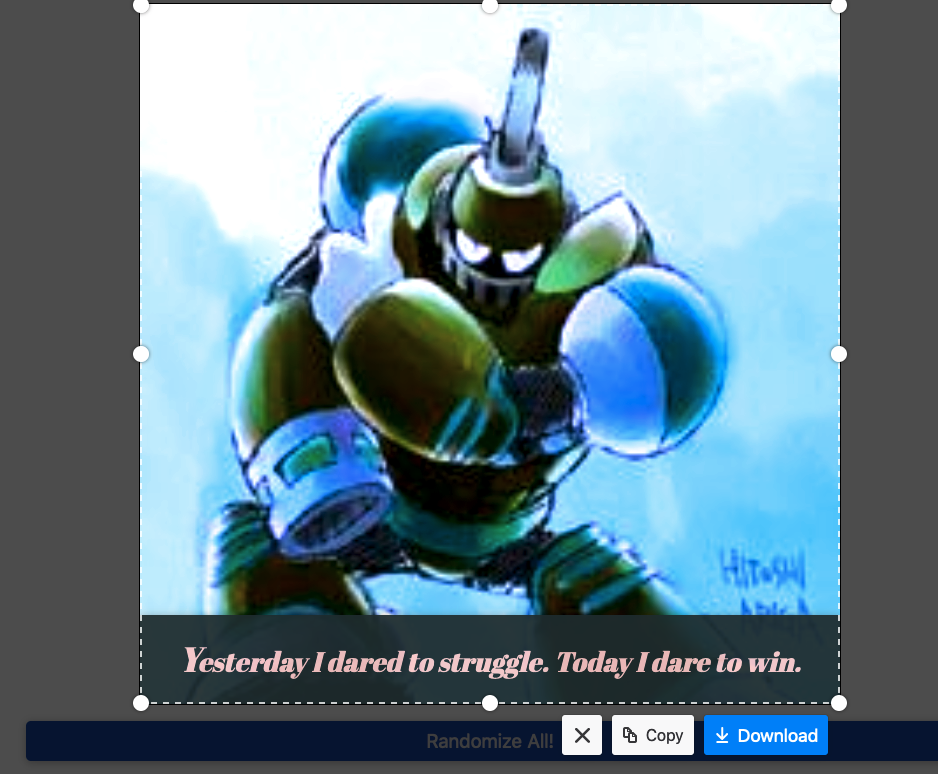 HITOSHI
ARIGA
Yesterday I dared to struggle. Today I dare to win.
Randomize All!
Copy
Download